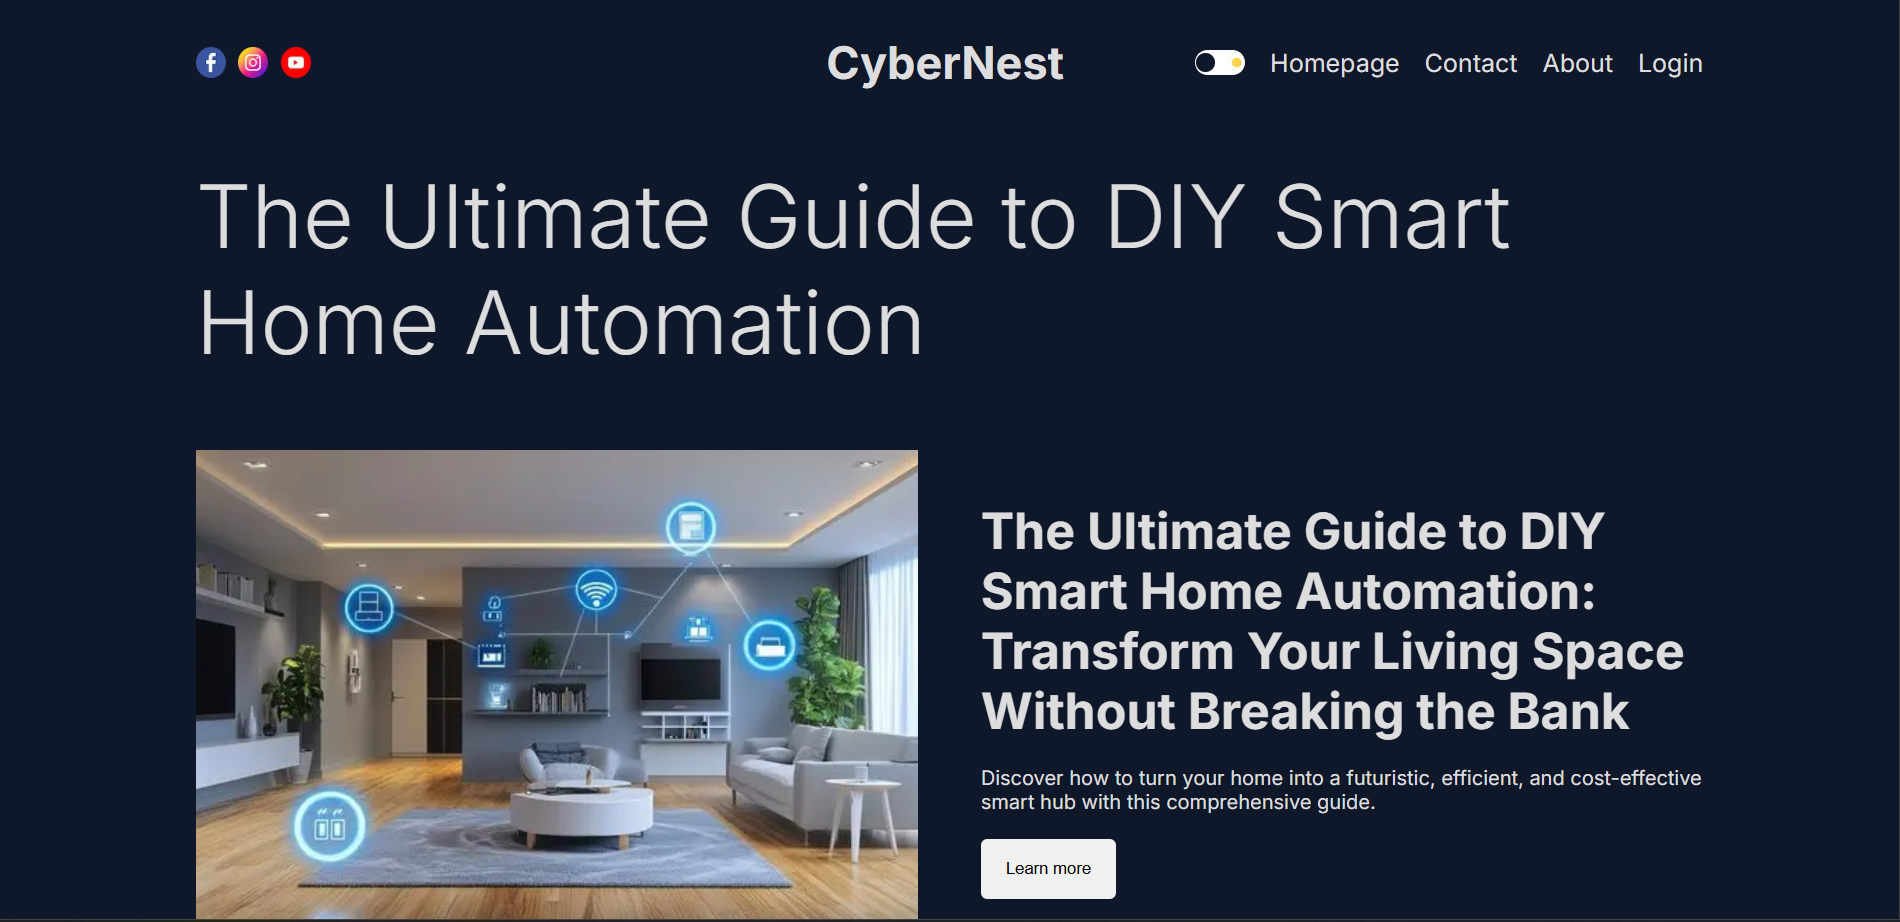 CyberNest
Homepage
Contact
About
Login
The Ultimate Guide to DIY Smart
Home Automation
The Ultimate Guide to DIY
Smart Home Automation:
Transform Your Living Space
Without Breaking the Bank
Discover how to turn your home into a futuristic, efficient, and cost-effective
smart hub with this comprehensive guide.
Learn more